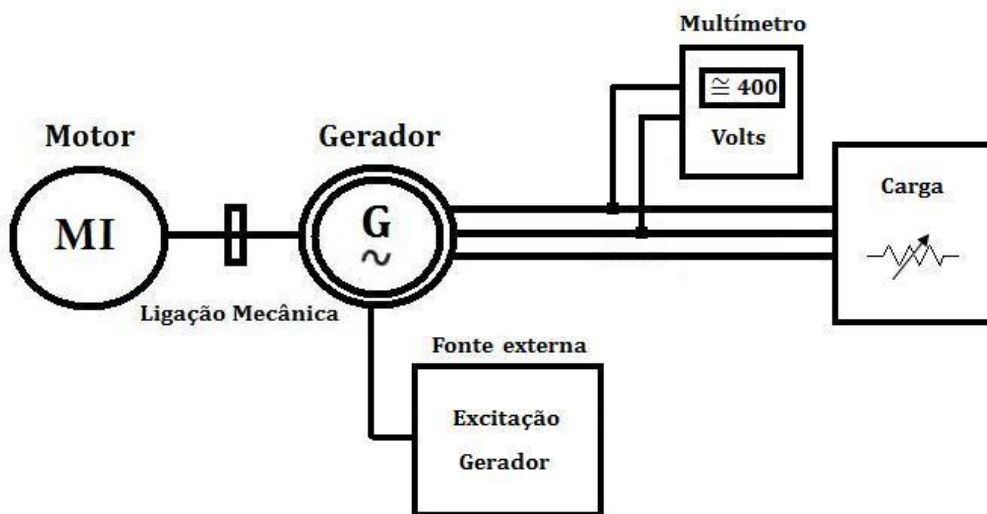 Multímetro
≅ 400
Volts
Motor
Gerador
Carga
MI
G
~
Ligação Mecânica
Fonte externa
Excitação
Gerador